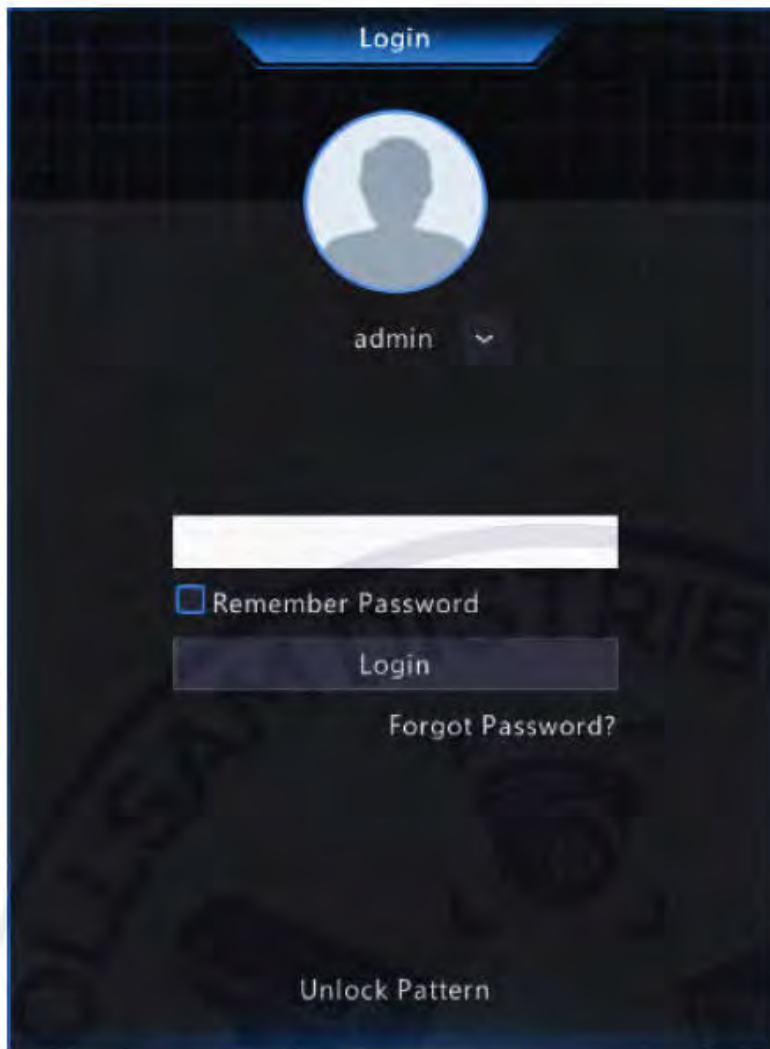 Login
admin
Remember Password
Login
Forgot Password?
Unlock Pattern